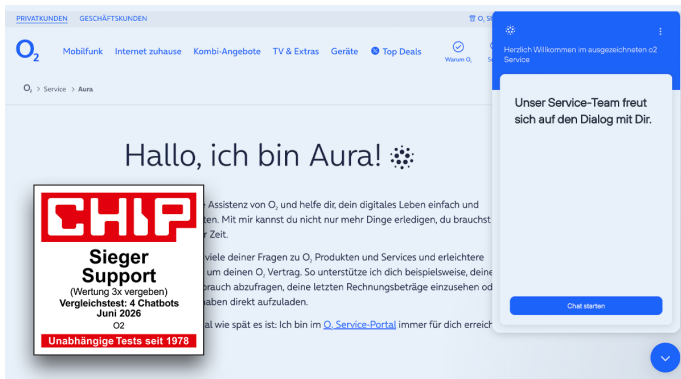 PRIVATKUNDEN GESCHÄFTSKUNDEN
O2 Mobilfunk Internet zuhause Kombi-Angebote TV & Extras Geräte % Top Deals
Warum O₂
O₂ > Service > Aura
Hallo, ich bin Aura!
Assistenz von O₂ und helfe dir, dein digitales Leben einfach und
ten. Mit mir kannst du nicht nur mehr Dinge erledigen, du brauchst
Zeit.
viele deiner Fragen zu O₂ Produkten und Services und erleichtere
um deinen O₂ Vertrag. So unterstütze ich dich beispielsweise, deine
brauch abzufragen, deine letzten Rechnungsbeträge einzusehen od
haben direkt aufzuladen.
al wie spät es ist: Ich bin im O₂ Service-Portal immer für dich erreich
CHIP
Sieger
Support
(Wertung 3x vergeben)
Vergleichstest: 4 Chatbots
Juni 2026
O2
Unabhängige Tests seit 1978
Herzlich Willkommen im ausgezeichneten o2
Service
Unser Service-Team freut
sich auf den Dialog mit Dir.
Chat starten